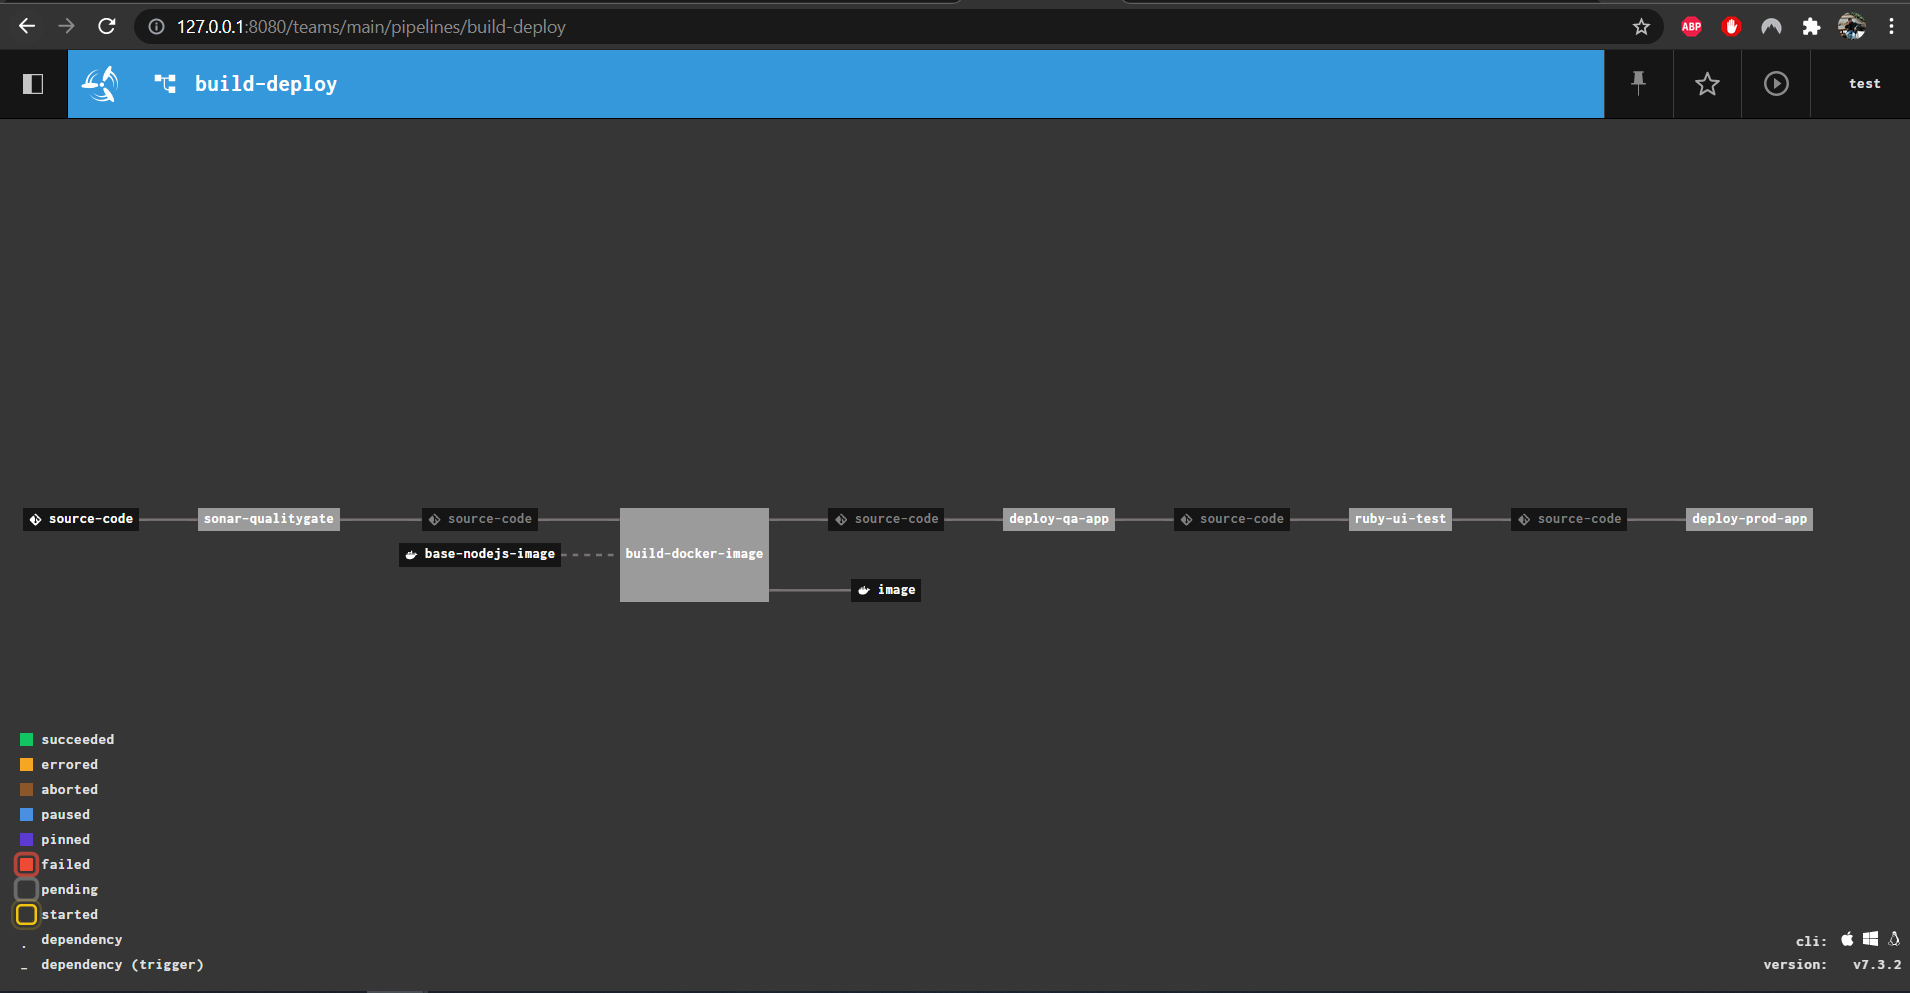 127.0.0.1:8080/teams/main/pipelines/build-deploy
ABP
build-deploy
test
source-code
sonar-qualitygate
source-code
source-code
deploy-qa-app
source-code
ruby-ui-test
source-code
deploy-prod-app
base-nodejs-image
build-docker-image
image
succeeded
errored
aborted
paused
pinned
failed
pending
started
dependency
dependency (trigger)
cli:
version: v7.3.2